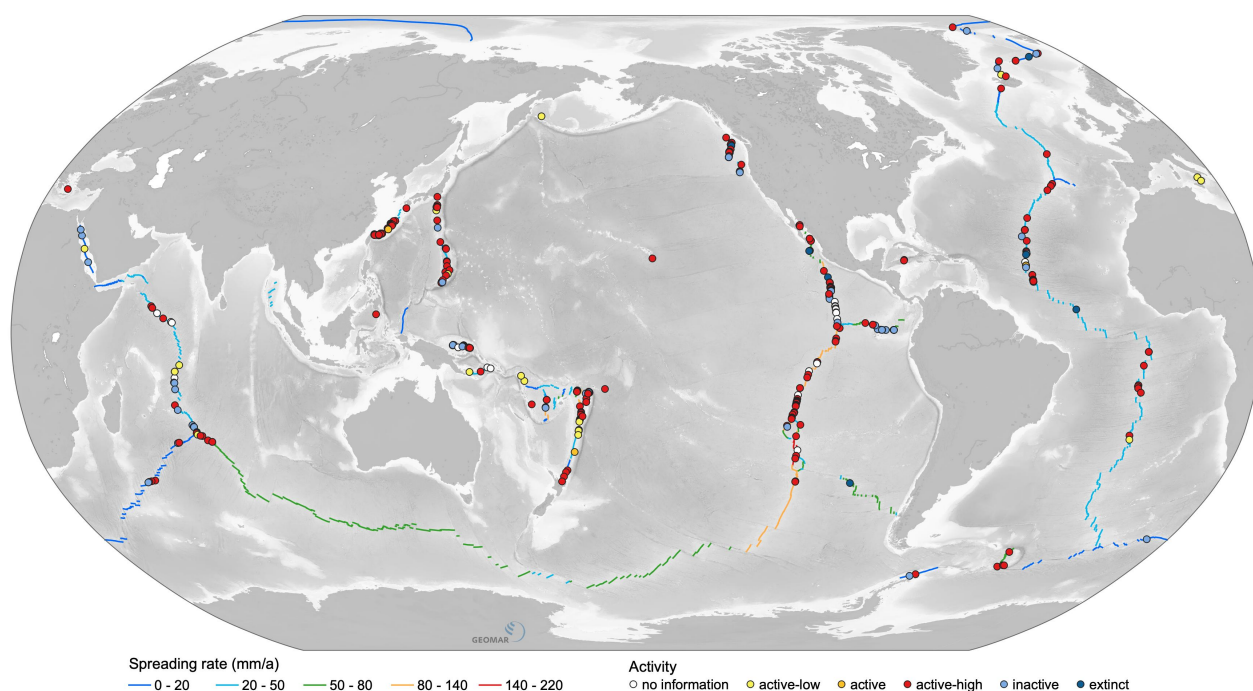 GEOMAR
Spreading rate (mm/a)
0 - 20 20 - 50 50 - 80 80 - 140 140 - 220
Activity
no information active-low active active-high inactive extinct